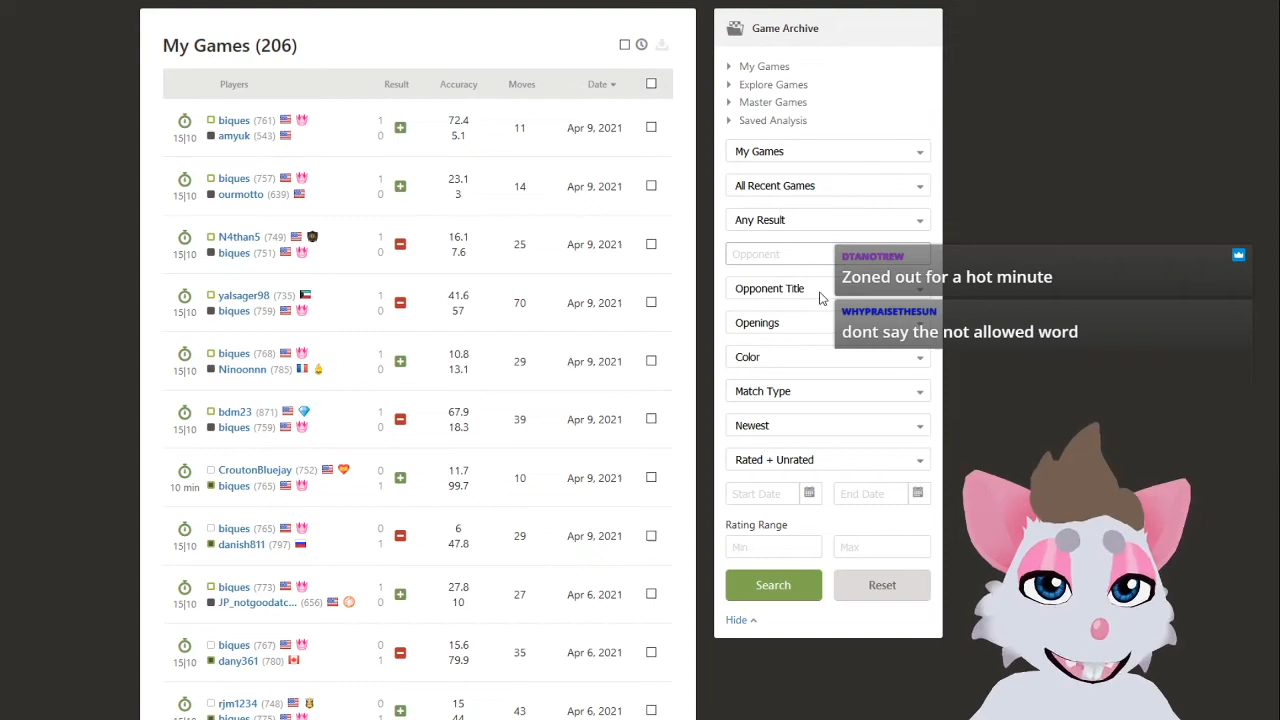 My Games (206)
Players Result Accuracy Moves Date
15|10 biques (761) 1 72.4 11 Apr 9, 2021
amyuk (543) 0 5.1
15|10 biques (757) 1 23.1 14 Apr 9, 2021
ourmotto (639) 0 3
15|10 N4than5 (749) 1 16.1 25 Apr 9, 2021
biques (751) 0 7.6
15|10 yalsager98 (735) 1 41.6 70 Apr 9, 2021
biques (759) 0 57
15|10 biques (768) 1 10.8 29 Apr 9, 2021
Ninoonnn (785) 0 13.1
15|10 bdm23 (871) 1 67.9 39 Apr 9, 2021
biques (759) 0 18.3
10 min CroutonBluejay (752) 0 11.7 10 Apr 9, 2021
biques (765) 1 99.7
15|10 biques (765) 0 6 29 Apr 9, 2021
danish811 (797) 1 47.8
15|10 biques (773) 1 27.8 27 Apr 6, 2021
JP_notgoodatc... (656) 0 10
15|10 biques (767) 0 15.6 35 Apr 6, 2021
dany361 (780) 1 79.9
rjm1234 (748) 0 15 43 Apr 6, 2021
biques (775) 1 44
Game Archive
My Games
Explore Games
Master Games
Saved Analysis
My Games
All Recent Games
Any Result
Opponent
Opponent Title
Openings
Color
Match Type
Newest
Rated + Unrated
Start Date End Date
Rating Range
Min Max
Search Reset
Hide
DTANOTREW
Zoned out for a hot minute
WHYPRAISETHESUN
dont say the not allowed word